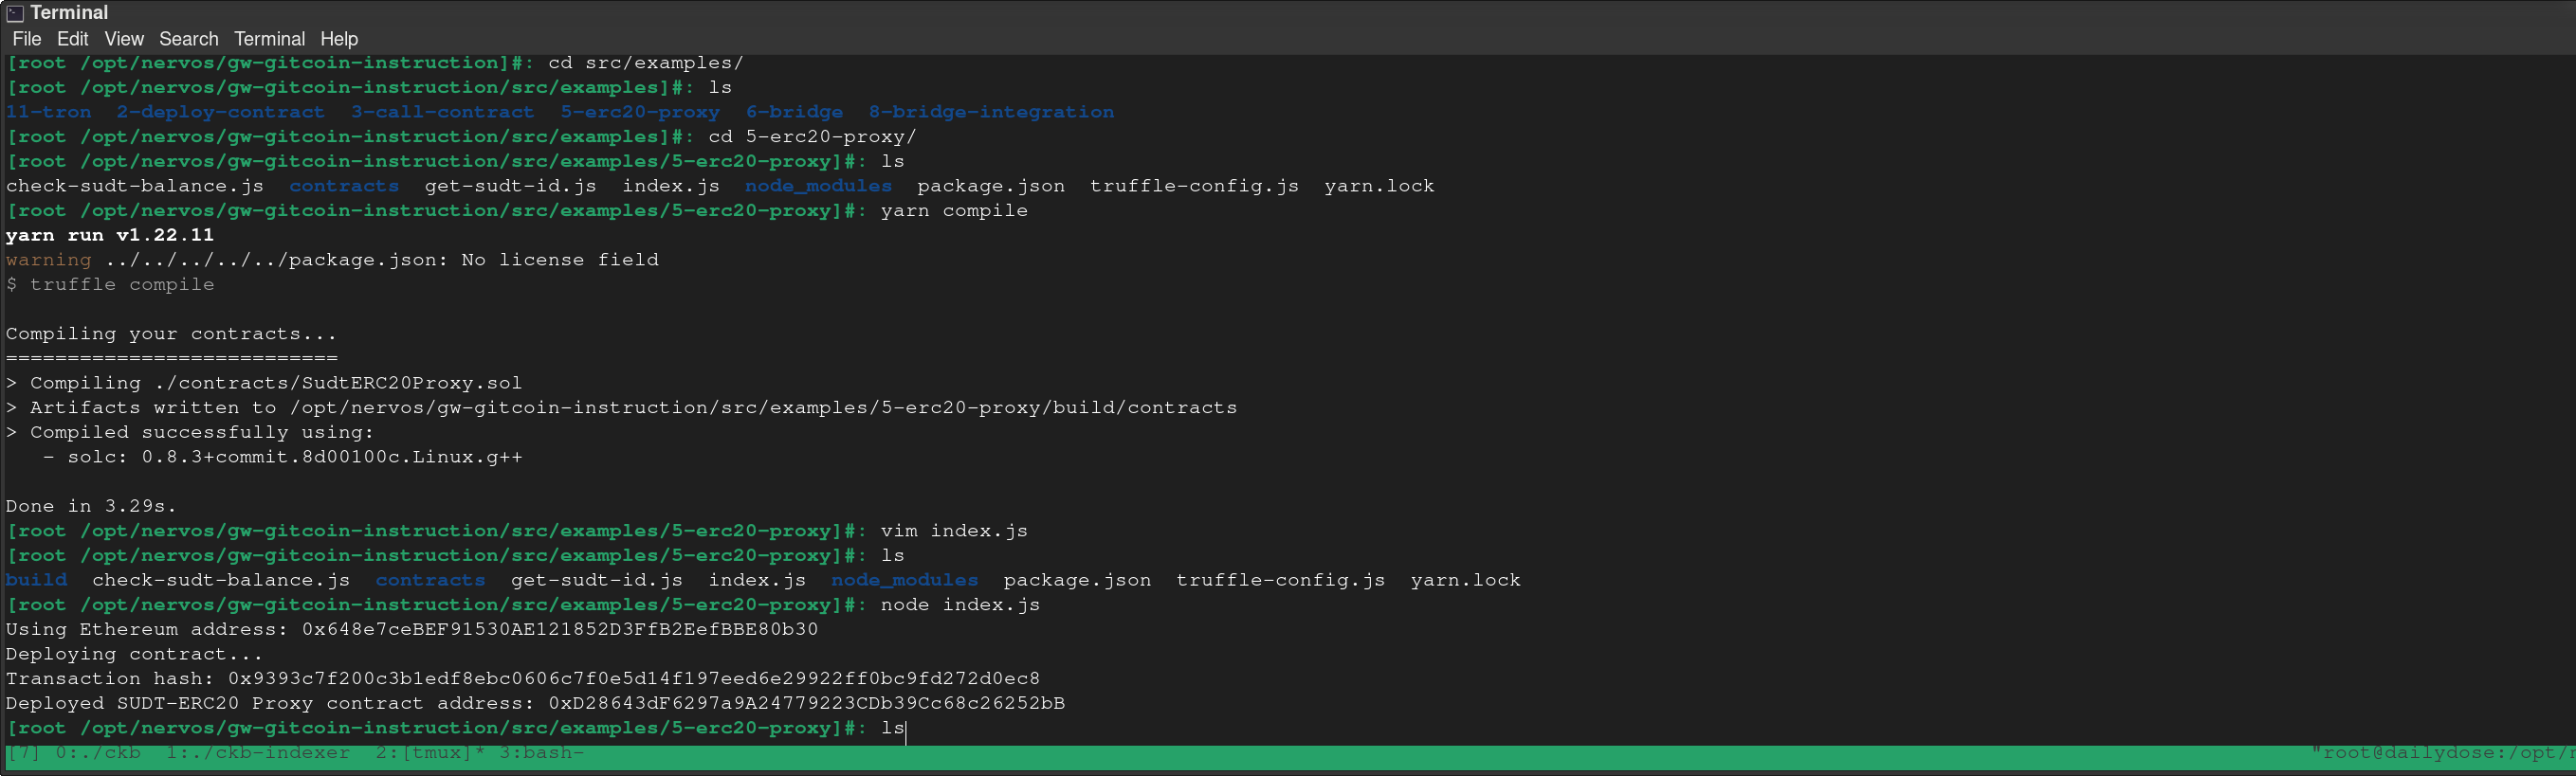 Terminal
File Edit View Search Terminal Help
[root /opt/nervos/gw-gitcoin-instruction]#: cd src/examples/
[root /opt/nervos/gw-gitcoin-instruction/src/examples]#: ls
11-tron  2-deploy-contract  3-call-contract  5-erc20-proxy  6-bridge  8-bridge-integration
[root /opt/nervos/gw-gitcoin-instruction/src/examples]#: cd 5-erc20-proxy/
[root /opt/nervos/gw-gitcoin-instruction/src/examples/5-erc20-proxy]#: ls
check-sudt-balance.js  contracts  get-sudt-id.js  index.js  node_modules  package.json  truffle-config.js  yarn.lock
[root /opt/nervos/gw-gitcoin-instruction/src/examples/5-erc20-proxy]#: yarn compile
yarn run v1.22.11
warning ../../../../../package.json: No license field
$ truffle compile
Compiling your contracts...
===========================
> Compiling ./contracts/SudtERC20Proxy.sol
> Artifacts written to /opt/nervos/gw-gitcoin-instruction/src/examples/5-erc20-proxy/build/contracts
> Compiled successfully using:
   - solc: 0.8.3+commit.8d00100c.Linux.g++
Done in 3.29s.
[root /opt/nervos/gw-gitcoin-instruction/src/examples/5-erc20-proxy]#: vim index.js
[root /opt/nervos/gw-gitcoin-instruction/src/examples/5-erc20-proxy]#: ls
build  check-sudt-balance.js  contracts  get-sudt-id.js  index.js  node_modules  package.json  truffle-config.js  yarn.lock
[root /opt/nervos/gw-gitcoin-instruction/src/examples/5-erc20-proxy]#: node index.js
Using Ethereum address: 0x648e7ceBEF91530AE121852D3FfB2EefBBE80b30
Deploying contract...
Transaction hash: 0x9393c7f200c3b1edf8ebc0606c7f0e5d14f197eed6e29922ff0bc9fd272d0ec8
Deployed SUDT-ERC20 Proxy contract address: 0xD28643dF6297a9A24779223CDb39Cc68c26252bB
[root /opt/nervos/gw-gitcoin-instruction/src/examples/5-erc20-proxy]#: ls
[7] 0:./ckb  1:./ckb-indexer  2:[tmux]* 3:bash-  "root@dailydose:/opt/